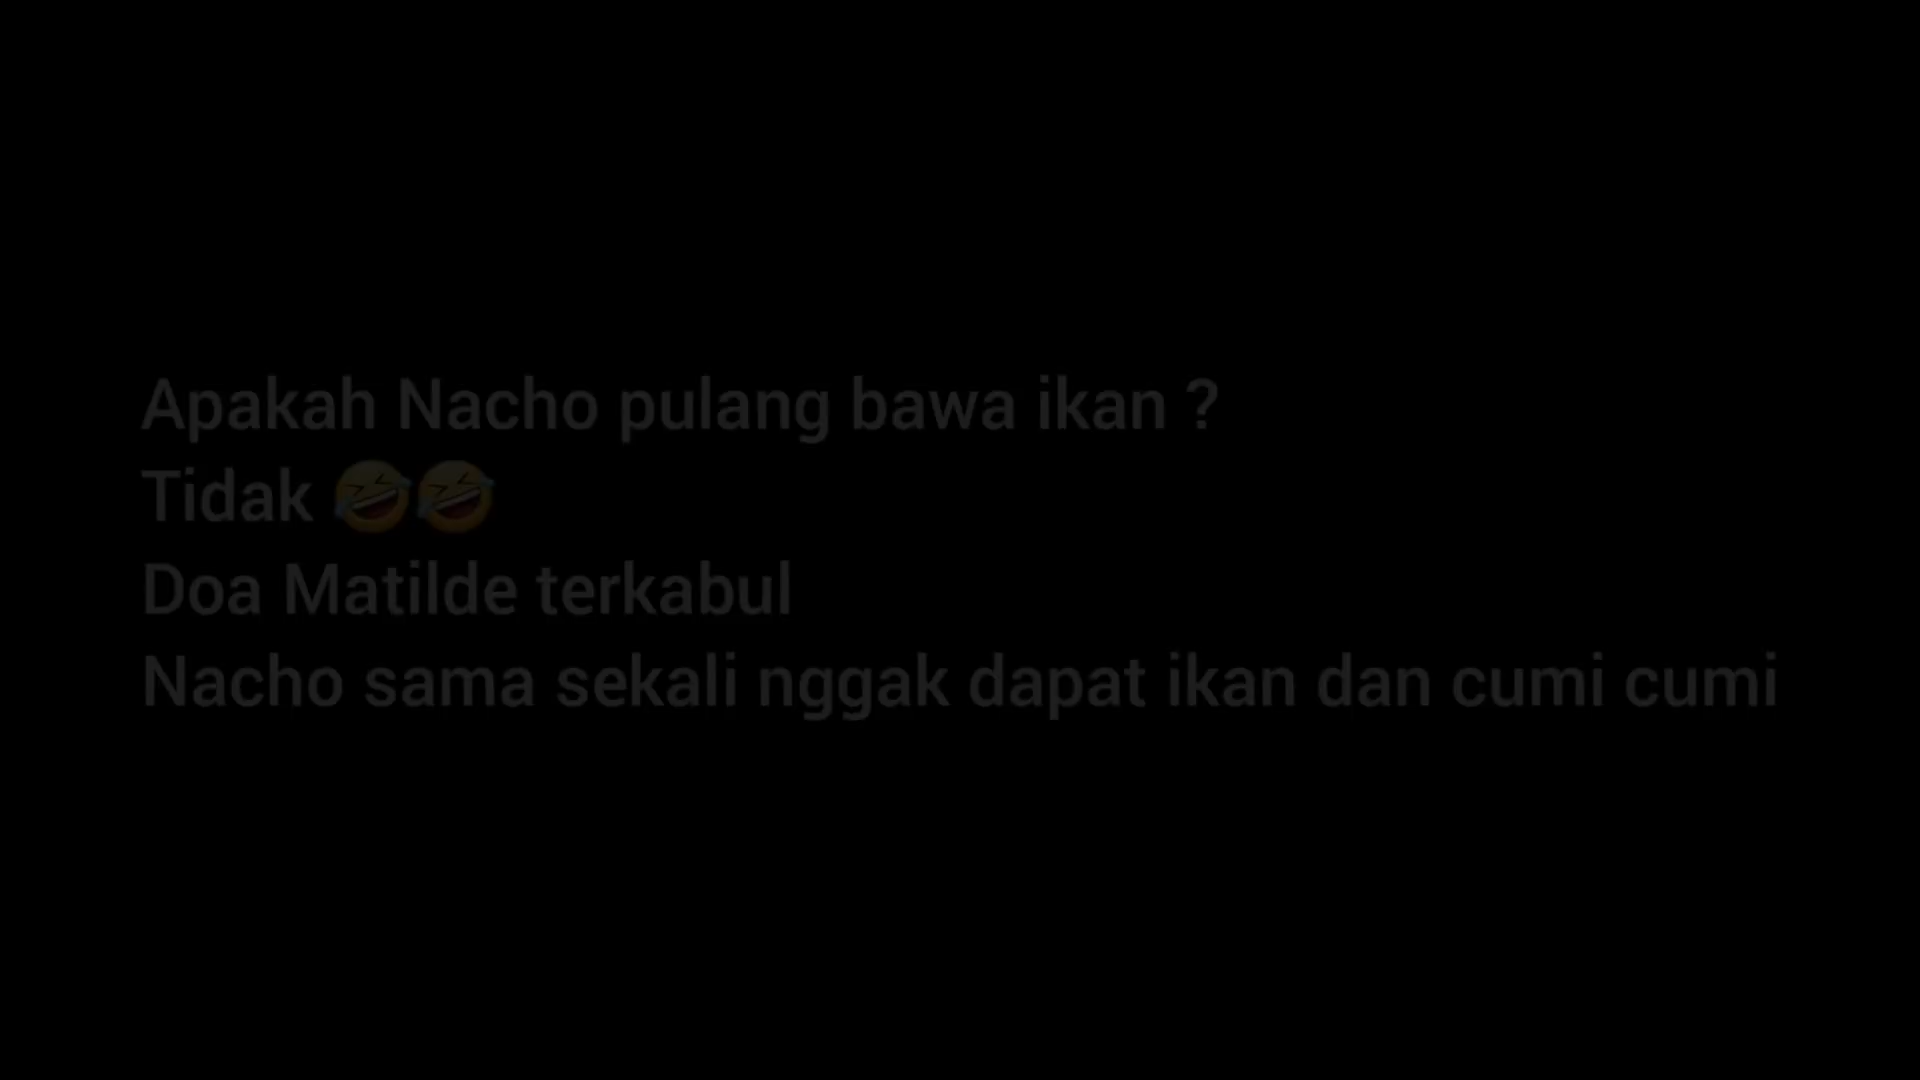 Apakah Nacho pulang bawa ikan ?
Tidak 🤣🤣
Doa Matilde terkabul
Nacho sama sekali nggak dapat ikan dan cumi cumi